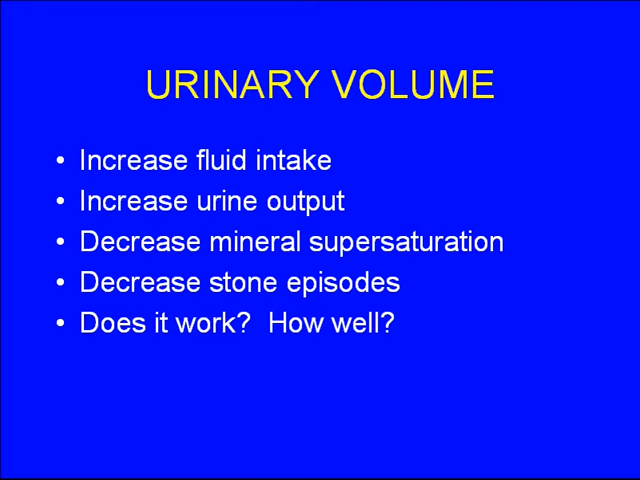 URINARY VOLUME
• Increase fluid intake
• Increase urine output
• Decrease mineral supersaturation
• Decrease stone episodes
• Does it work?  How well?